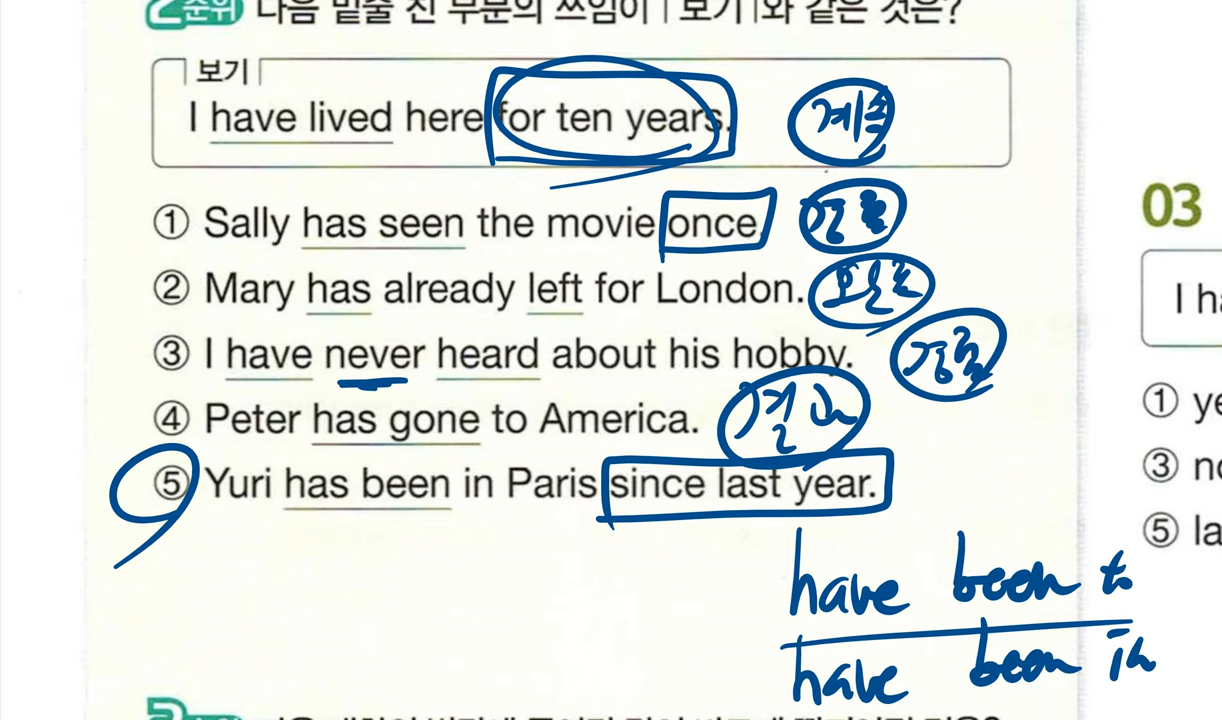 2순위 다음 밑줄 친 부분의 쓰임이 |보기|와 같은 것은?
보기
I have lived here for ten years. 계속
① Sally has seen the movie once. 경험
② Mary has already left for London. 완료
③ I have never heard about his hobby. 경험
④ Peter has gone to America. 결과
⑤ Yuri has been in Paris since last year.
have been to
have been in
03
I ha
① ye
③ no
⑤ la